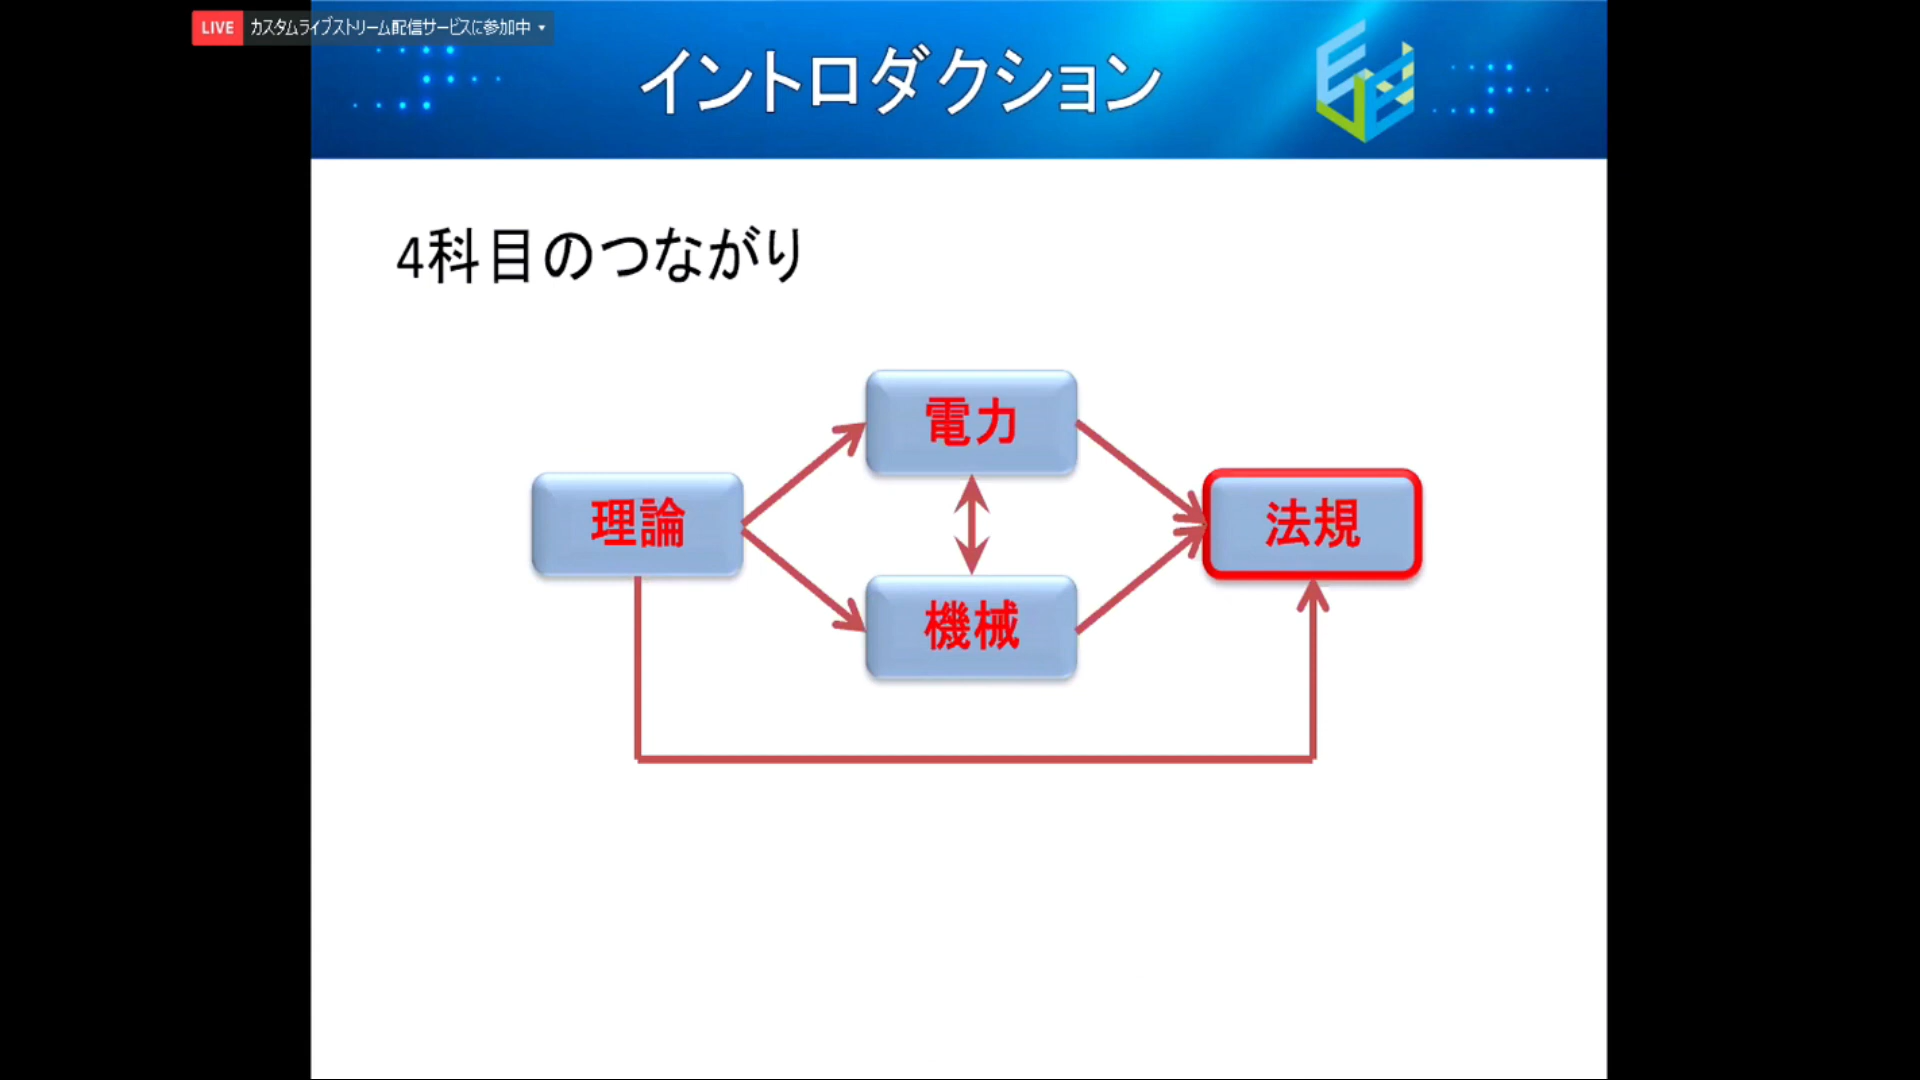 LIVE カスタムライブストリーム配信サービスに参加中
イントロダクション
4科目のつながり
電力
理論
法規
機械